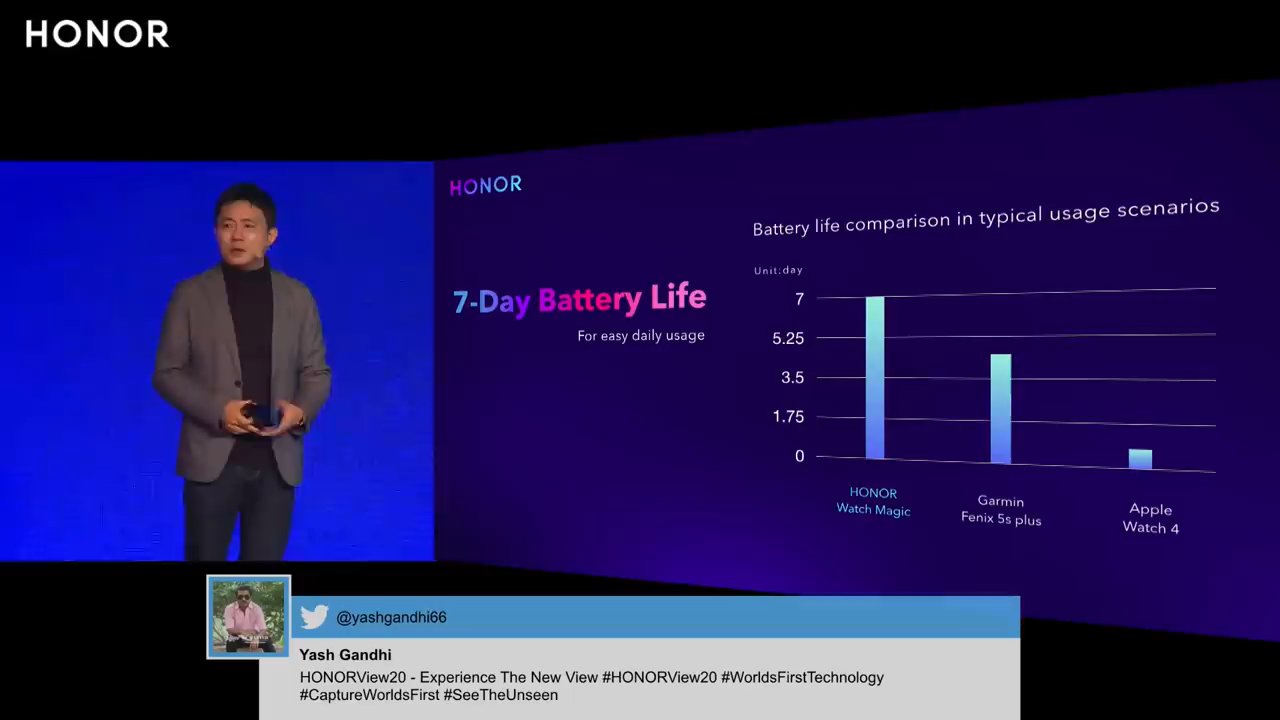 HONOR
HONOR
7-Day Battery Life
For easy daily usage
Battery life comparison in typical usage scenarios
Unit:day
7
5.25
3.5
1.75
0
HONOR
Watch Magic
Garmin
Fenix 5s plus
Apple
Watch 4
@yashgandhi66
Yash Gandhi
HONORView20 - Experience The New View #HONORView20 #WorldsFirstTechnology
#CaptureWorldsFirst #SeeTheUnseen